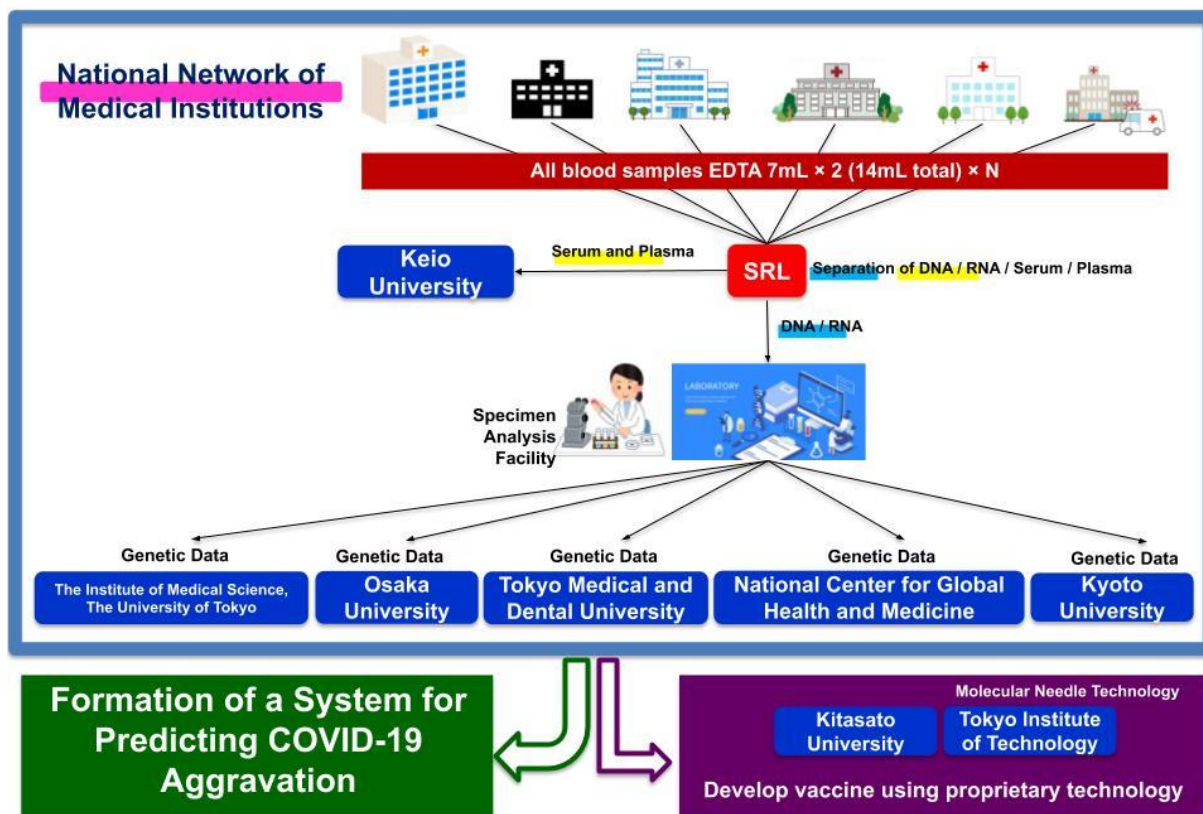 National Network of
Medical Institutions
All blood samples EDTA 7mL × 2 (14mL total) × N
Keio
University
Serum and Plasma
SRL
Separation of DNA / RNA / Serum / Plasma
DNA / RNA
Specimen
Analysis
Facility
LABORATORY
Genetic Data
The Institute of Medical Science,
The University of Tokyo
Genetic Data
Osaka
University
Genetic Data
Tokyo Medical and
Dental University
Genetic Data
National Center for Global
Health and Medicine
Genetic Data
Kyoto
University
Formation of a System for
Predicting COVID-19
Aggravation
Molecular Needle Technology
Kitasato
University
Tokyo Institute
of Technology
Develop vaccine using proprietary technology